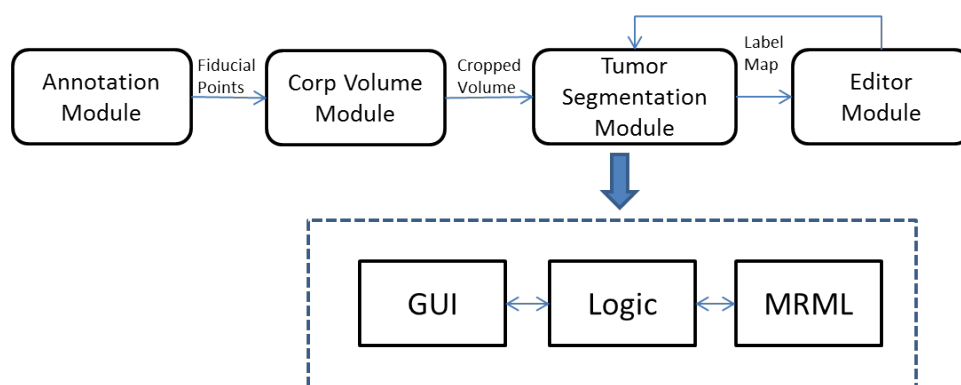 Annotation
Module
Fiducial
Points
Corp Volume
Module
Cropped
Volume
Tumor
Segmentation
Module
Label
Map
Editor
Module
GUI
Logic
MRML